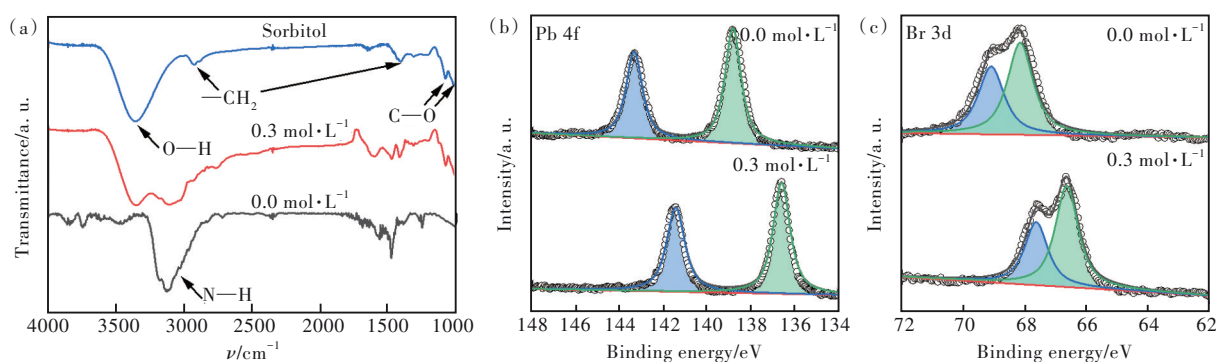 (a)
Sorbitol
—CH₂
C—O
O—H
0.3 mol·L⁻¹
0.0 mol·L⁻¹
N—H
Transmittance/a. u.
4000 3500 3000 2500 2000 1500 1000
ν/cm⁻¹
(b)
Pb 4f
0.0 mol·L⁻¹
0.3 mol·L⁻¹
Intensity/a. u.
148 146 144 142 140 138 136 134
Binding energy/eV
(c)
Br 3d
0.0 mol·L⁻¹
0.3 mol·L⁻¹
Intensity/a. u.
72 70 68 66 64 62
Binding energy/eV